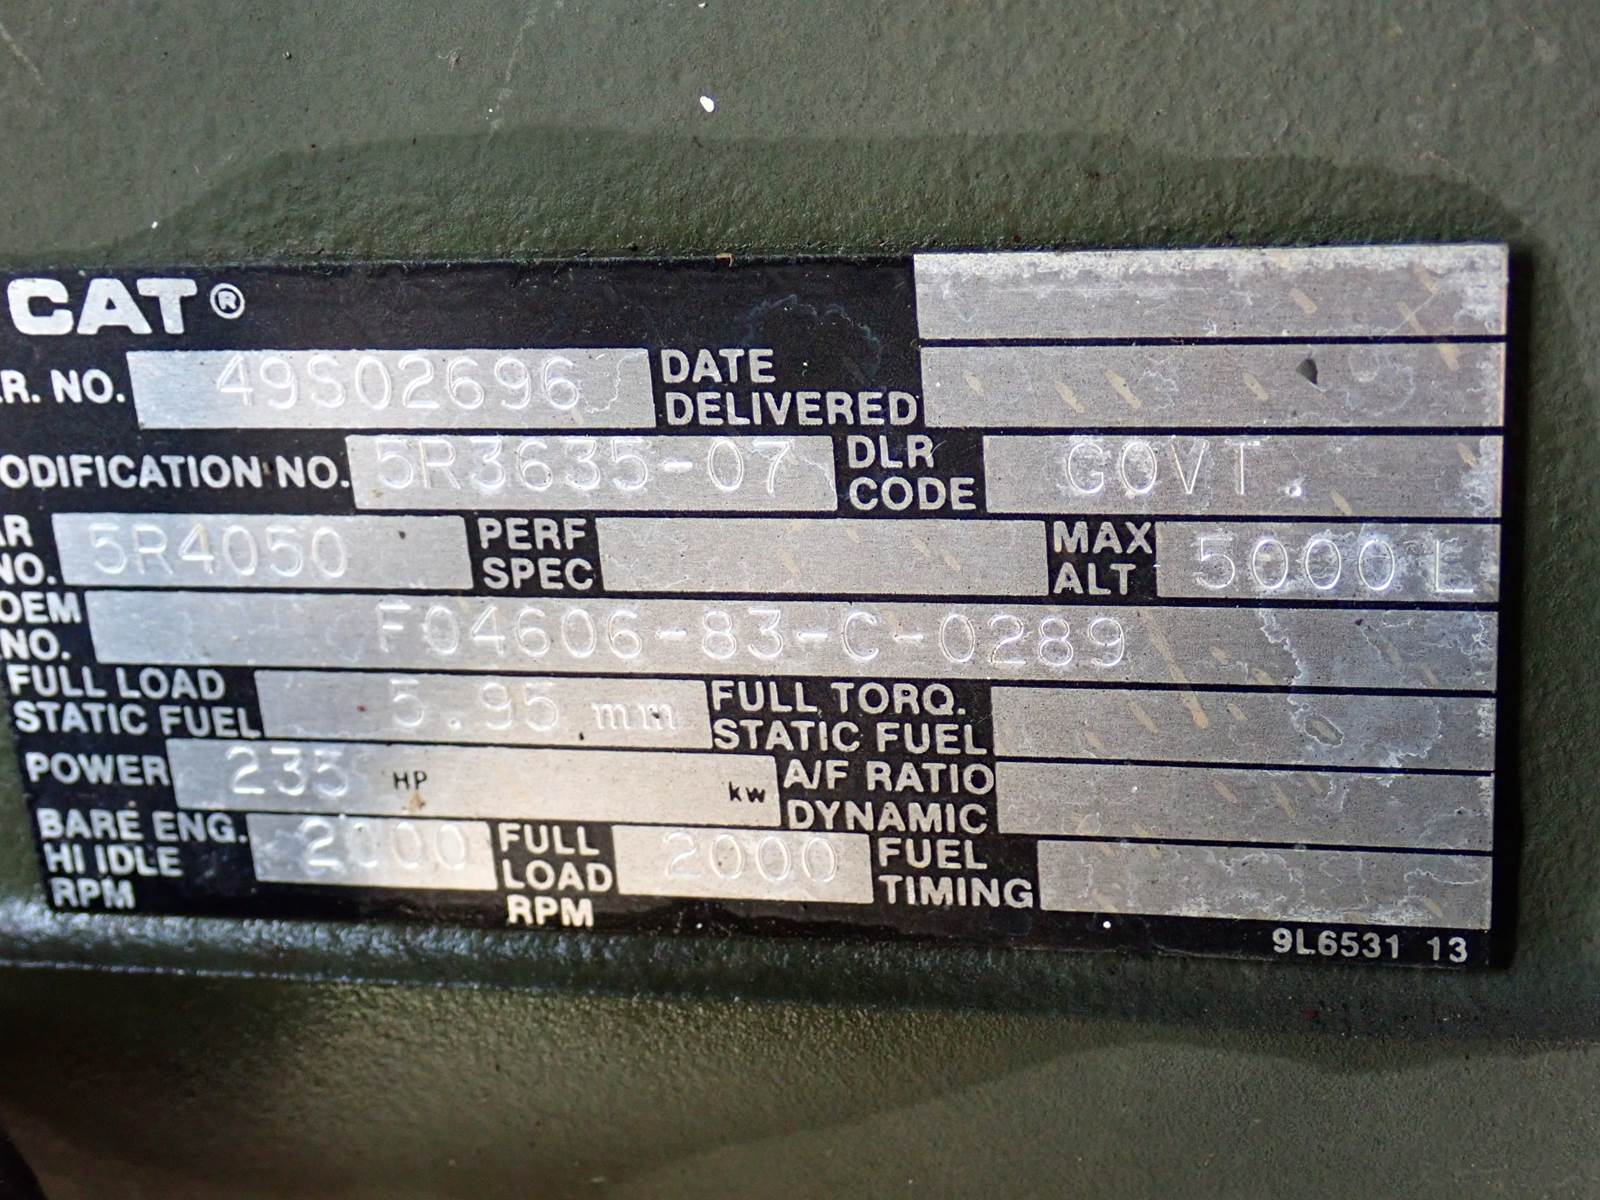 CAT®
R. NO. 49S02696 DATE DELIVERED
ODIFICATION NO. 5R3635-07 DLR CODE GOVT.
AR NO. 5R4050 PERF SPEC MAX ALT 5000 L
OEM NO. F04606-83-C-0289
FULL LOAD STATIC FUEL 5.95 mm FULL TORQ. STATIC FUEL
POWER 235 HP kw A/F RATIO DYNAMIC
BARE ENG. HI IDLE RPM 2000 FULL LOAD RPM 2000 FUEL TIMING
9L6531 13